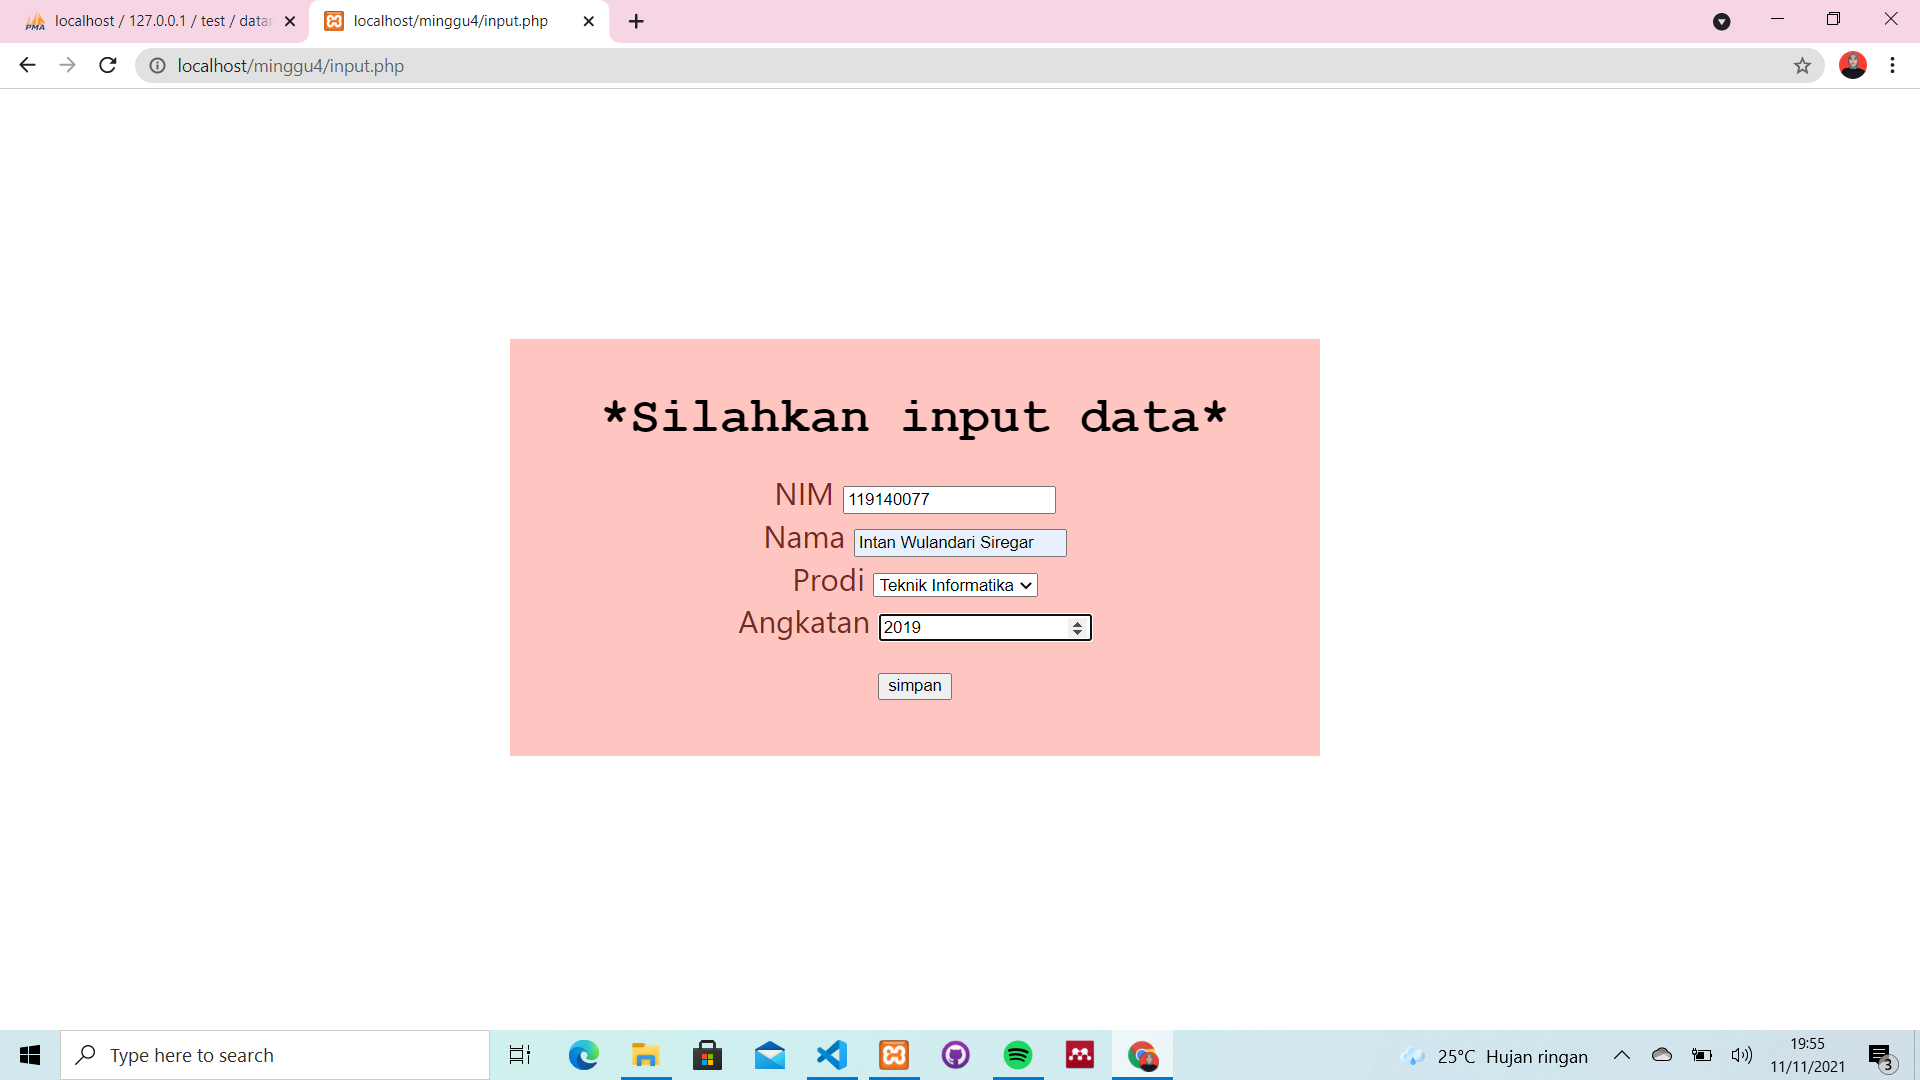 PMA localhost / 127.0.0.1 / test /
localhost/minggu4/input.php
localhost/minggu4/input.php
*Silahkan input data*
NIM 119140077
Nama Intan Wulandari Siregar
Prodi Teknik Informatika
Angkatan 2019
simpan
Type here to search
25°C Hujan ringan
19:55
11/11/2021
3